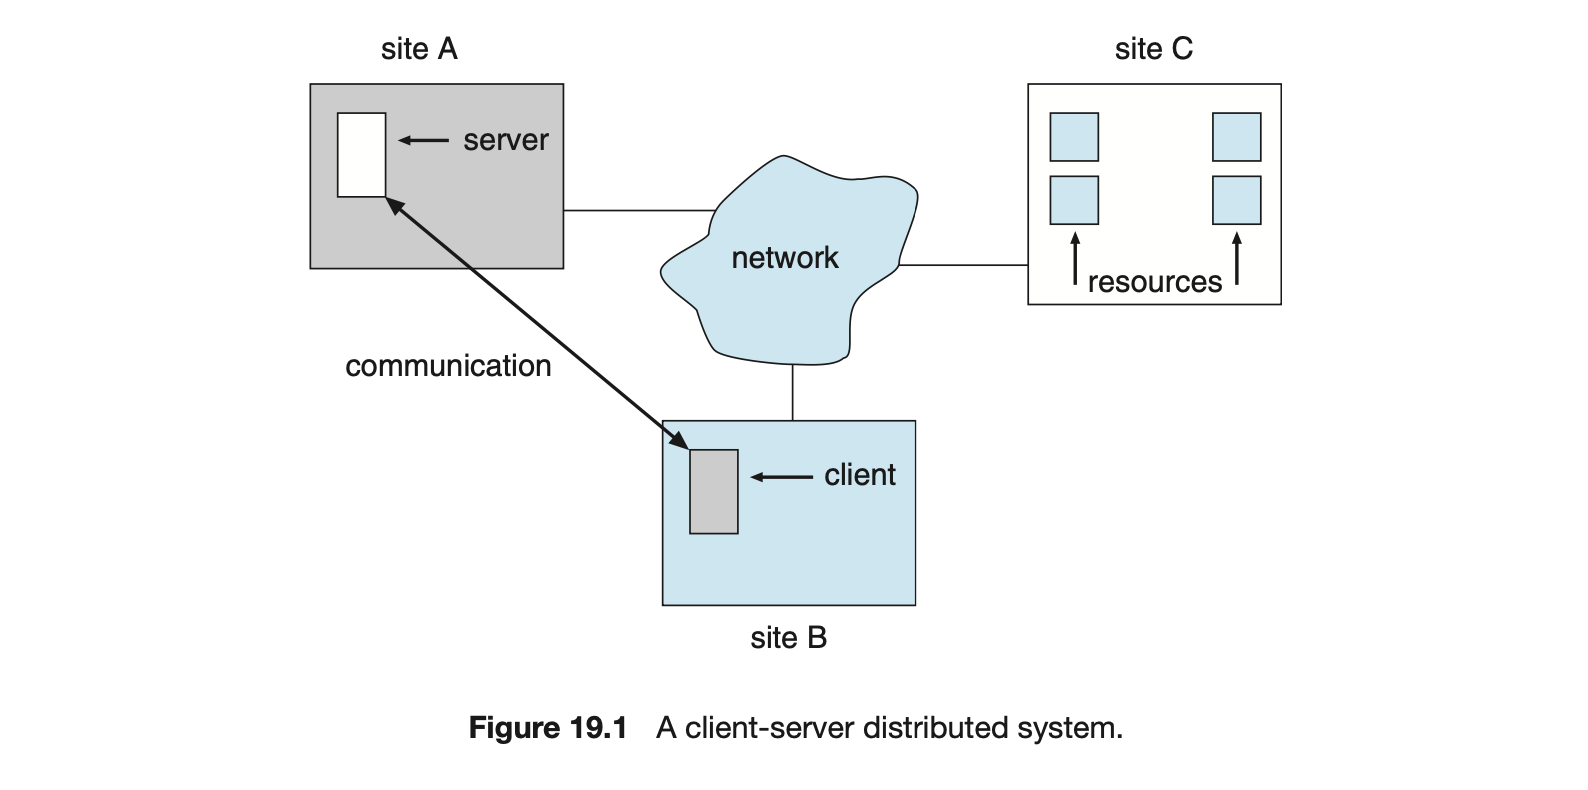 site A
site C
server
network
resources
communication
client
site B
Figure 19.1 A client-server distributed system.